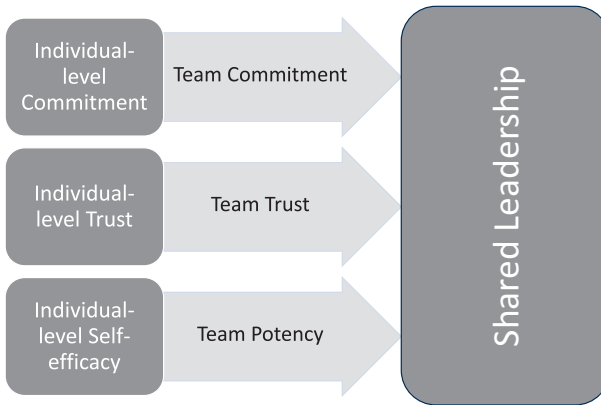 Individual-
level
Commitment
Team Commitment
Individual-
level Trust
Team Trust
Individual-
level Self-
efficacy
Team Potency
Shared Leadership